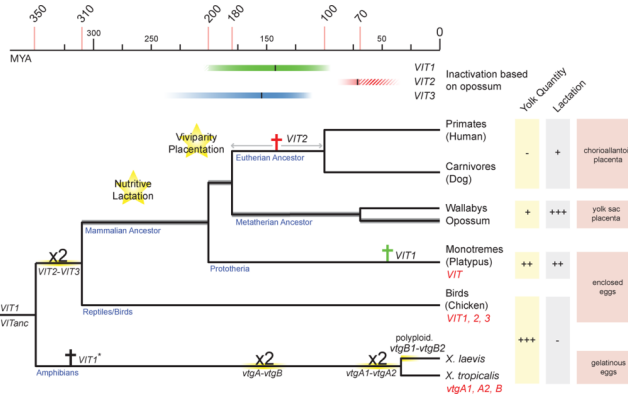 350
310
200
180
100
70
0
MYA
300
250
150
100
50
VIT1
VIT2
VIT3
Inactivation based
on opossum
Yolk Quantity
Lactation
Viviparity
Placentation
VIT2
Eutherian Ancestor
Primates
(Human)
Carnivores
(Dog)
-
+
chorioallantoi
placenta
Nutritive
Lactation
Wallabys
Opossum
+
+++
yolk sac
placenta
Metatherian Ancestor
Mammalian Ancestor
VIT1
Monotremes
(Platypus)
VIT
++
++
enclosed
eggs
Prototheria
x2
VIT2-VIT3
VIT1
VITanc
Birds
(Chicken)
VIT1, 2, 3
Reptiles/Birds
+++
-
VIT1*
Amphibians
x2
vtgA-vtgB
x2
vtgA1-vtgA2
polyploid.
vtgB1-vtgB2
X. laevis
X. tropicalis
vtgA1, A2, B
gelatinous
eggs